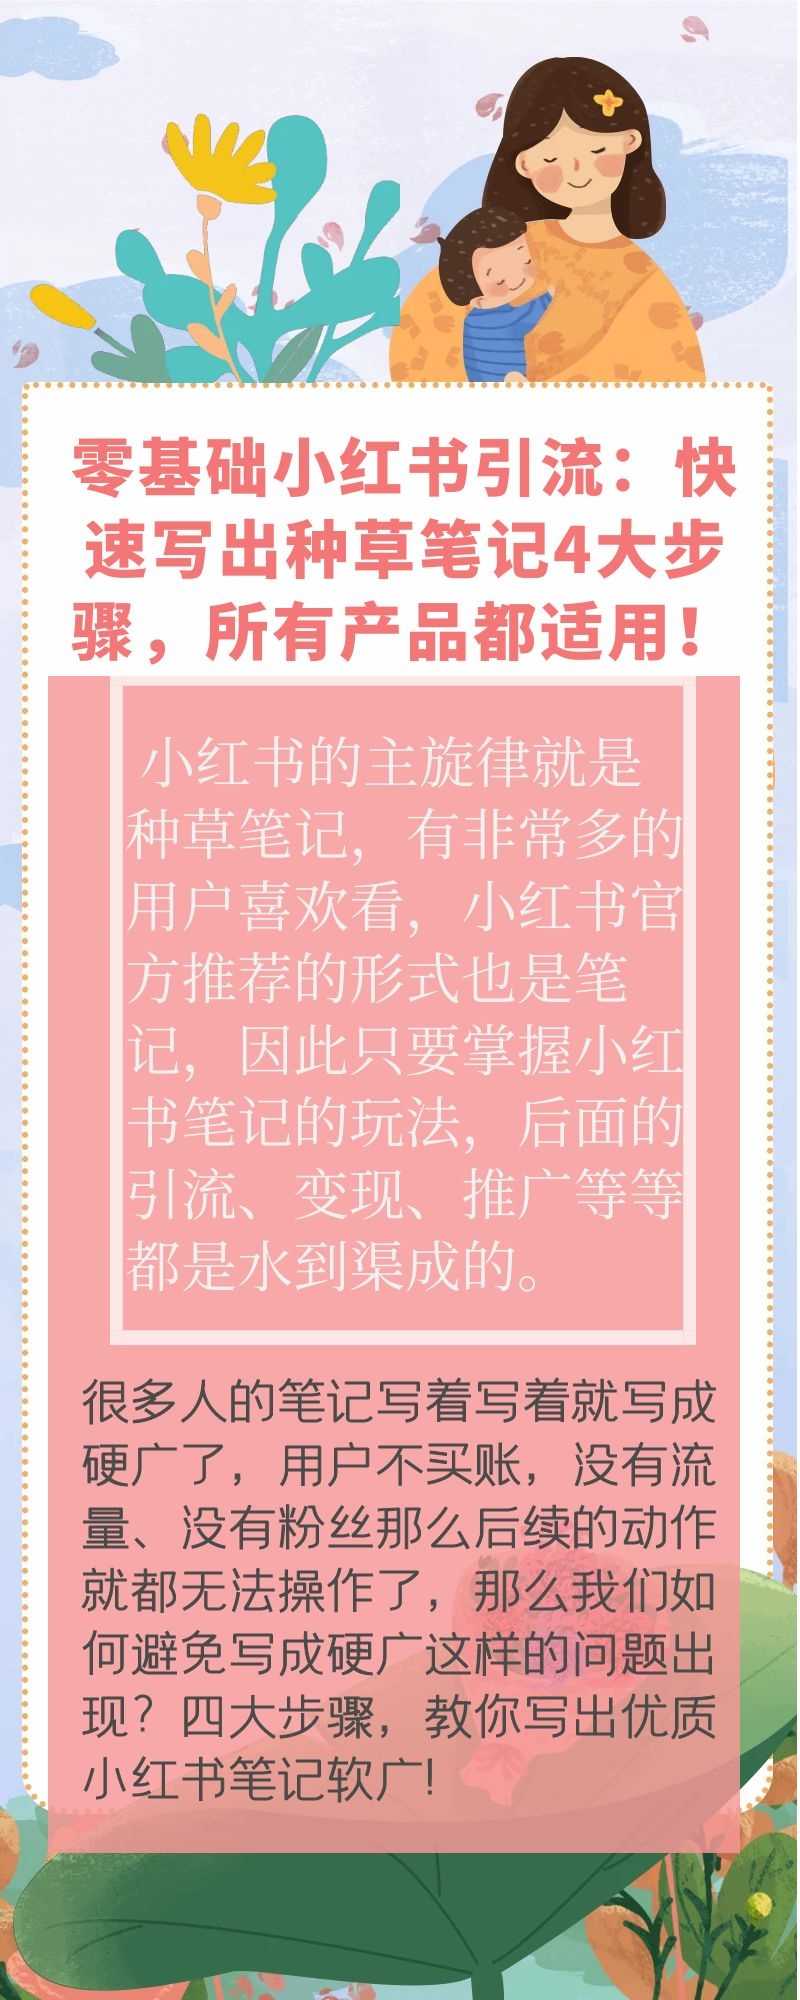 零基础小红书引流：快
速写出种草笔记4大步
骤，所有产品都适用！
小红书的主旋律就是
种草笔记，有非常多的
用户喜欢看，小红书官
方推荐的形式也是笔
记，因此只要掌握小红
书笔记的玩法，后面的
引流、变现、推广等等
都是水到渠成的。
很多人的笔记写着写着就写成
硬广了，用户不买账，没有流
量、没有粉丝那么后续的动作
就都无法操作了，那么我们如
何避免写成硬广这样的问题出
现？四大步骤，教你写出优质
小红书笔记软广!